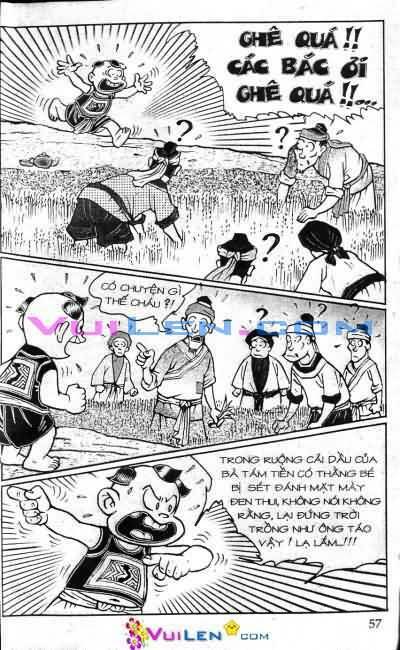 GHÊ QUÁ!!
CÁC BÁC ƠI
GHÊ QUÁ!!...
?
?
?
CÓ CHUYỆN GÌ
THẾ CHÁU?!
? ? ?
VUILEN.COM
TRONG RUỘNG CẢI DẦU CỦA
BÀ TÁM TIỀN CÓ THẰNG BÉ
BỊ SÉT ĐÁNH MẶT MÀY
ĐEN THUI, KHÔNG NÓI KHÔNG
RẰNG, LẠI ĐỨNG TRỜI
TRỒNG NHƯ ÔNG TÁO
VẬY! LẠ LẮM...!!!
57
VUILEN.COM